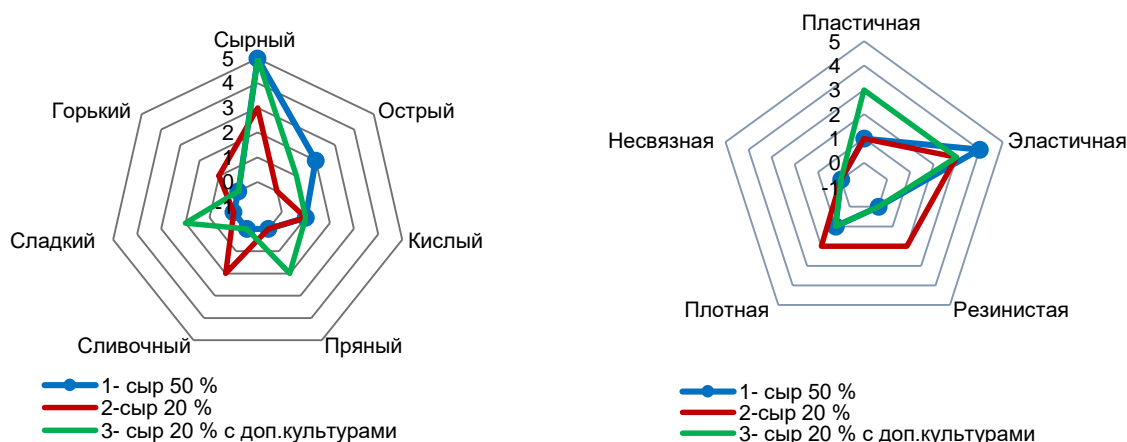 Сырный
5
4
3
2
1
0
-1
Острый
Кислый
Пряный
Сливочный
Сладкий
Горький
1- сыр 50 %
2-сыр 20 %
3- сыр 20 % с доп.культурами
Пластичная
5
4
3
2
1
0
-1
Эластичная
Резинистая
Плотная
Несвязная
1- сыр 50 %
2-сыр 20 %
3- сыр 20 % с доп.культурами